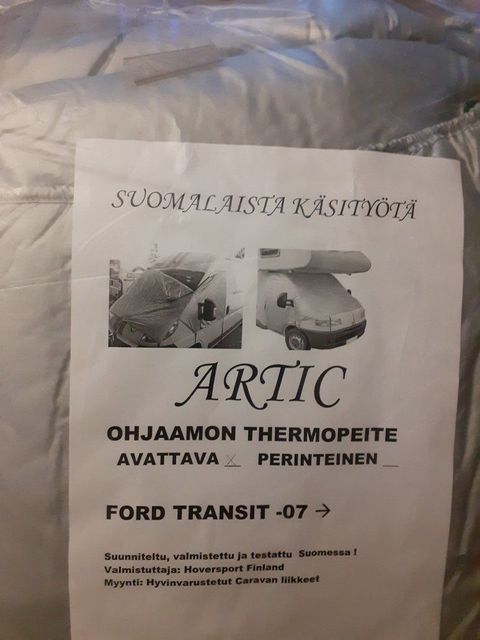 SUOMALAISTA KÄSITYÖTÄ
ARTIC
OHJAAMON THERMOPEITE
AVATTAVA X PERINTEINEN _
FORD TRANSIT -07 →
Suunniteltu, valmistettu ja testattu Suomessa !
Valmistuttaja: Hoversport Finland
Myynti: Hyvinvarustetut Caravan liikkeet